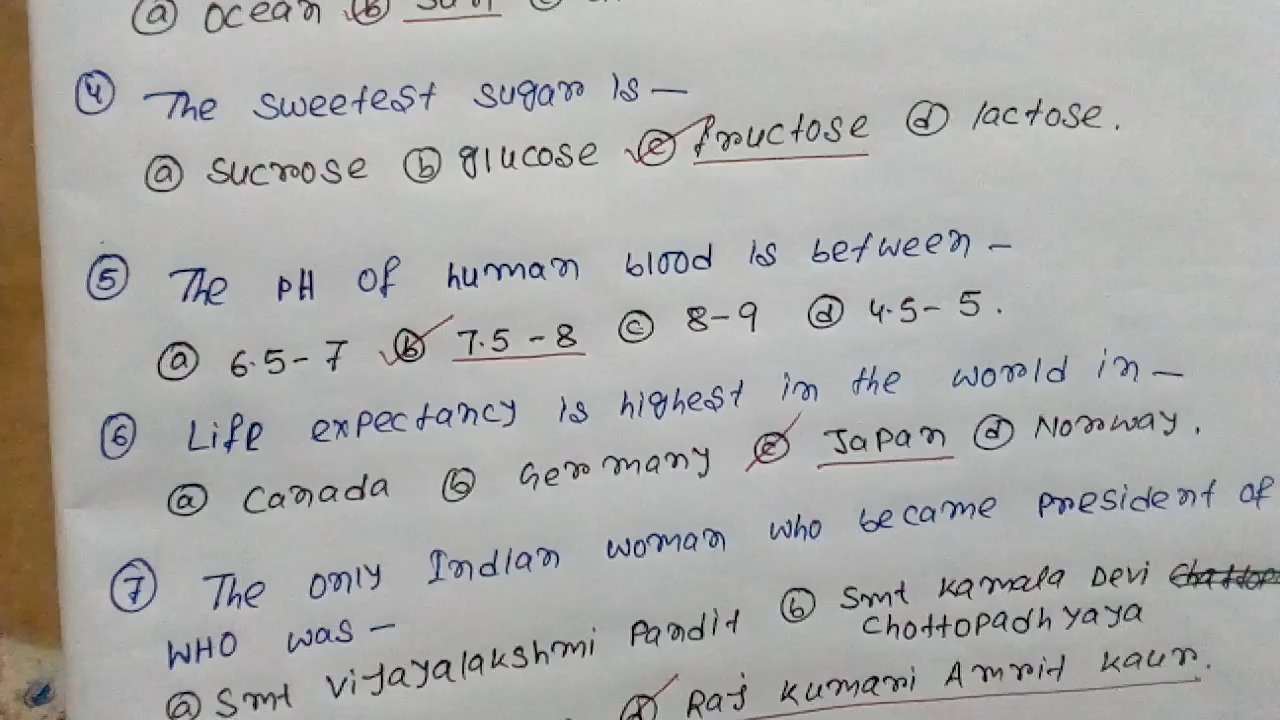 ⓐ ocean ⓑ sun ⓒ
④ The sweetest sugar is —
ⓐ sucrose ⓑ glucose ⓒ fructose ⓓ lactose.
⑤ The pH of human blood is between —
ⓐ 6.5-7 ⓑ 7.5-8 ⓒ 8-9 ⓓ 4.5-5.
⑥ Life expectancy is highest in the world in —
ⓐ Canada ⓑ Germany ⓒ Japan ⓓ Norway.
⑦ The only Indian woman who became president of
WHO was —
ⓐ Smt Vijayalakshmi Pandit ⓑ Smt Kamala Devi
Chottopadhyaya
ⓓ Raj Kumari Amrit Kaur.